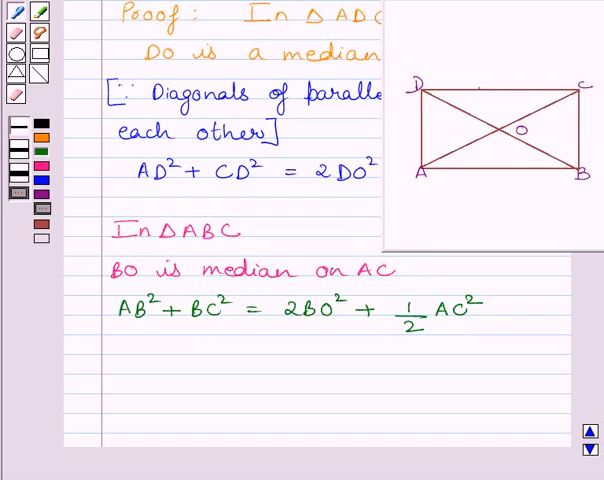 Proof: In △ ADC
DO is a median
[∵ Diagonals of paralle
each other]
AD² + CD² = 2DO²
In △ ABC
BO is median on AC
AB² + BC² = 2BO² + 1/2 AC²
D C
O
A B